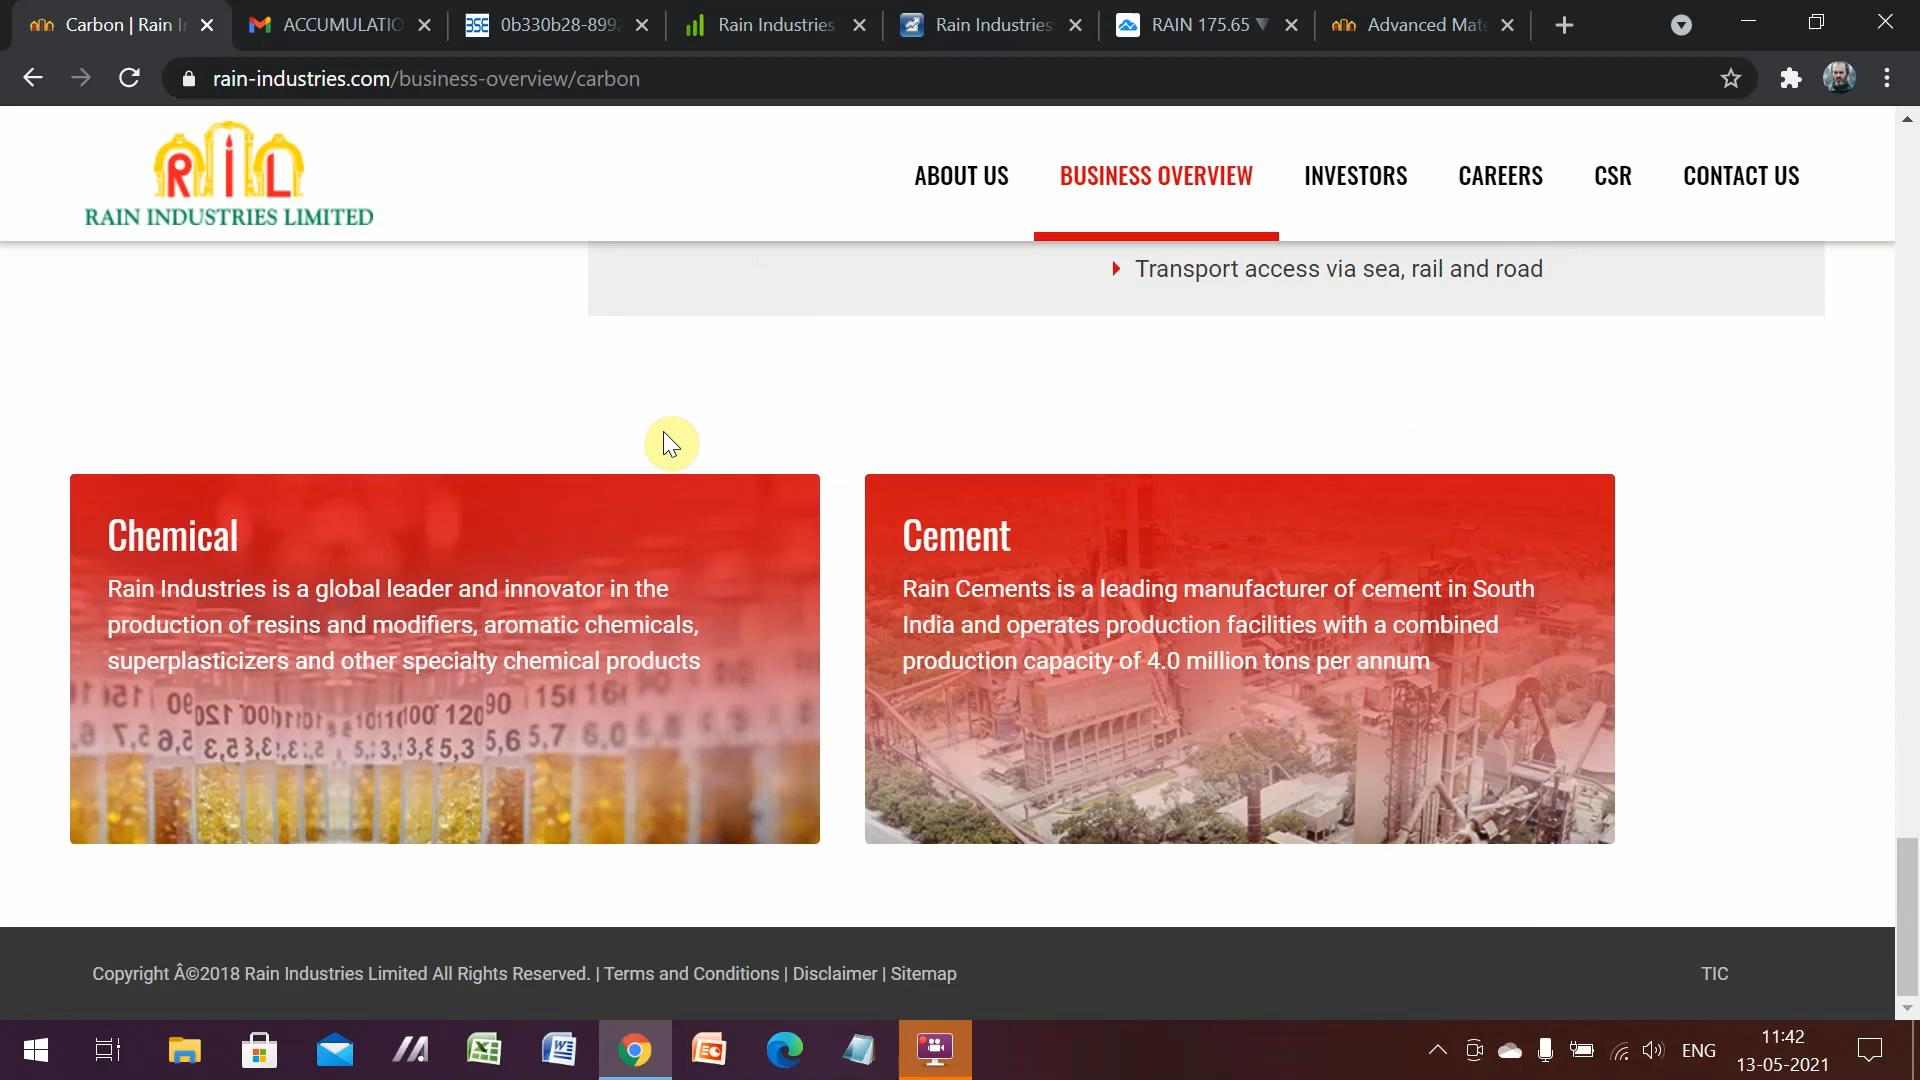 Carbon | Rain I
ACCUMULATIO
BSE
0b330b28-899
Rain Industries
Rain Industries
RAIN 175.65 ▼
Advanced Mat
rain-industries.com/business-overview/carbon
RIL
RAIN INDUSTRIES LIMITED
ABOUT US
BUSINESS OVERVIEW
INVESTORS
CAREERS
CSR
CONTACT US
Transport access via sea, rail and road
Chemical
Rain Industries is a global leader and innovator in the
production of resins and modifiers, aromatic chemicals,
superplasticizers and other specialty chemical products
Cement
Rain Cements is a leading manufacturer of cement in South
India and operates production facilities with a combined
production capacity of 4.0 million tons per annum
Copyright Â©2018 Rain Industries Limited All Rights Reserved. | Terms and Conditions | Disclaimer | Sitemap
TIC
ENG
11:42
13-05-2021